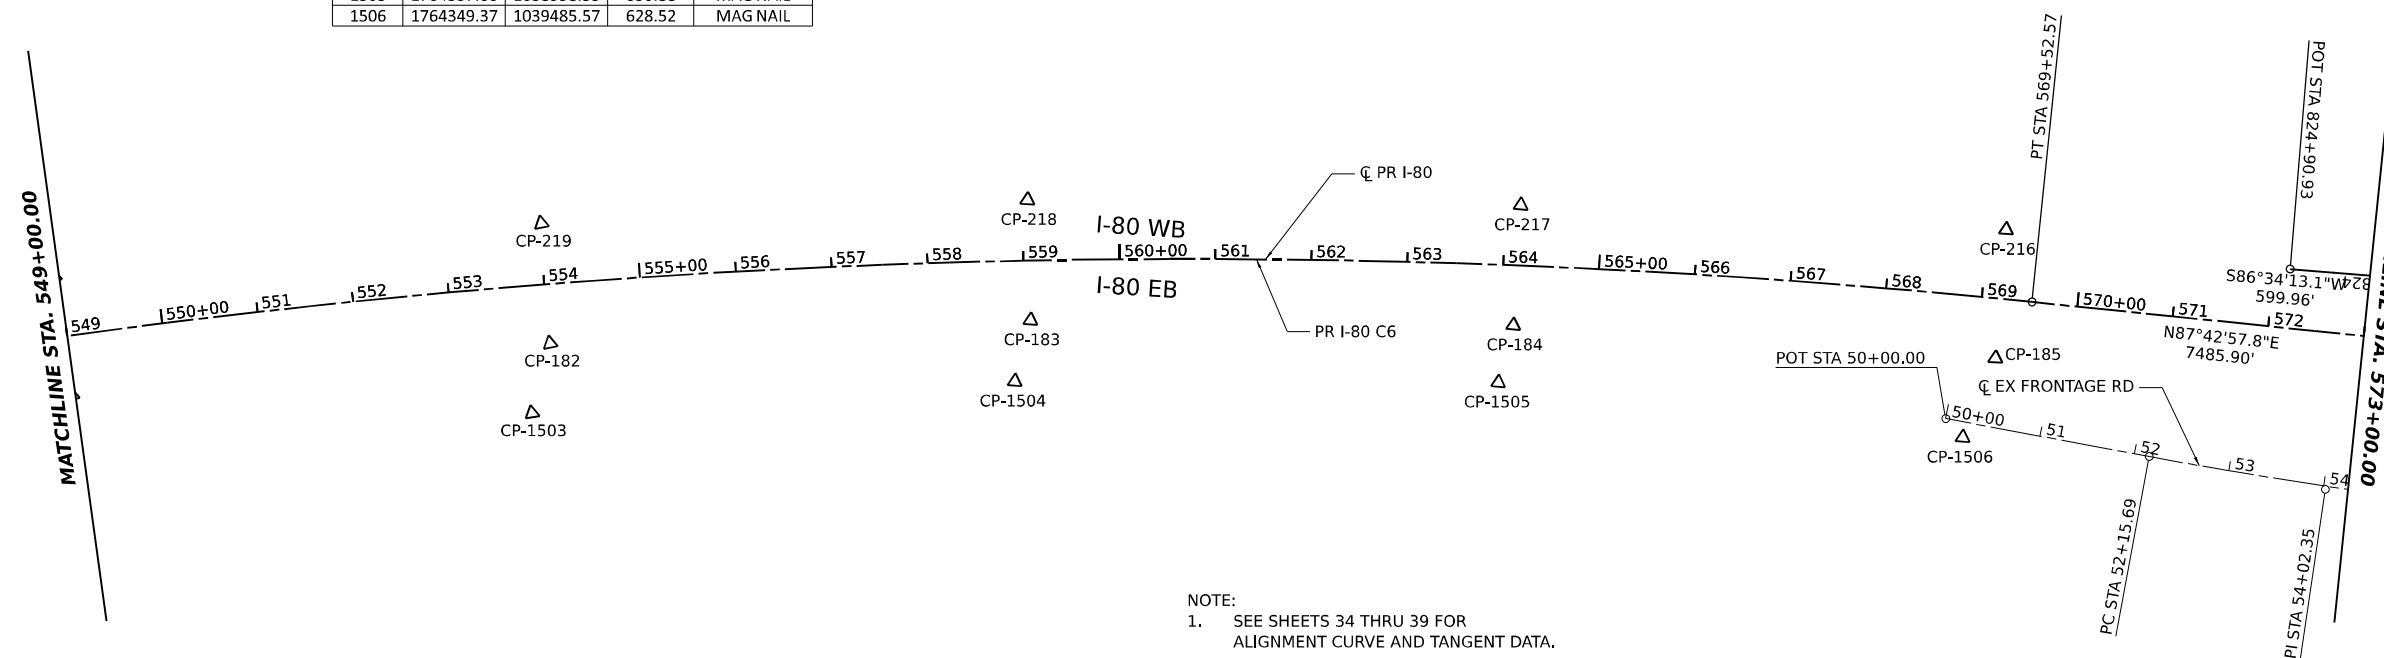 1506 1764349.37 1039485.57 628.52 MAG NAIL
PT STA 569+52.57
POT STA 824+90.93
MATCHLINE STA. 549+00.00
℄ PR I-80
CP-219
CP-218
CP-217
CP-216
I-80 WB
549 550+00 551 552 553 554 555+00 556 557 558 559 560+00 561 562 563 564 565+00 566 567 568 569 570+00 571 572
I-80 EB
S86°34'13.1"W
599.96'
824
N87°42'57.8"E
7485.90'
PR I-80 C6
CP-182
CP-183
CP-184
CP-185
POT STA 50+00.00
℄ EX FRONTAGE RD
CP-1503
CP-1504
CP-1505
CP-1506
50+00 51 52 53 54
STA. 573+00.00
PC STA 52+15.69
PI STA 54+02.35
NOTE:
1. SEE SHEETS 34 THRU 39 FOR
ALIGNMENT CURVE AND TANGENT DATA.